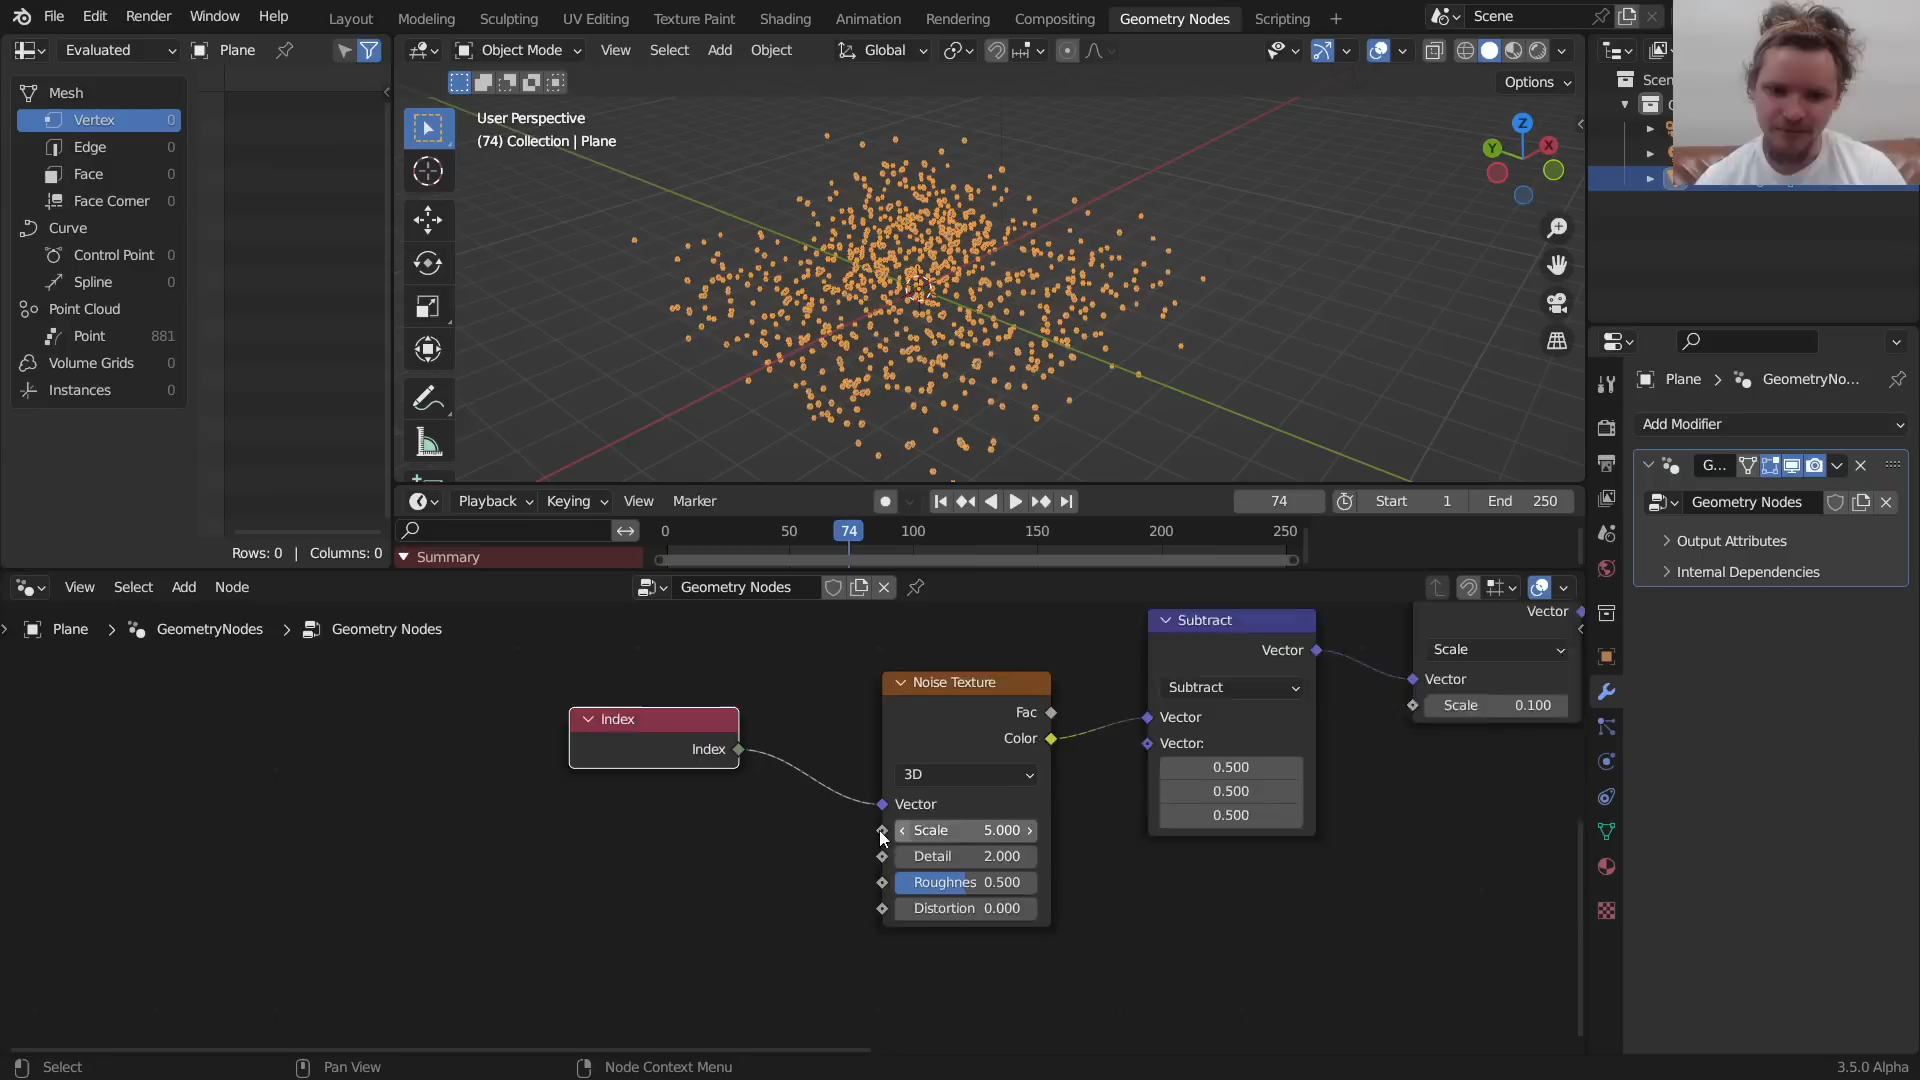 File Edit Render Window Help
Layout Modeling Sculpting UV Editing Texture Paint Shading Animation Rendering Compositing Geometry Nodes Scripting
Scene
Evaluated Plane
Object Mode View Select Add Object Global
Options
Mesh
Vertex 0
Edge 0
Face 0
Face Corner 0
Curve
Control Point 0
Spline 0
Point Cloud
Point 881
Volume Grids 0
Instances 0
Rows: 0 | Columns: 0
User Perspective
(74) Collection | Plane
Z
Y
X
Playback Keying View Marker 74 Start 1 End 250
0 50 74 100 150 200 250
Summary
View Select Add Node Geometry Nodes
Plane > GeometryNodes > Geometry Nodes
Index
Index
Noise Texture
Fac
Color
3D
Vector
Scale 5.000
Detail 2.000
Roughnes 0.500
Distortion 0.000
Subtract
Vector
Subtract
Vector
Vector:
0.500
0.500
0.500
Vector
Scale
Vector
Scale 0.100
Scen
Plane > GeometryNo...
Add Modifier
G...
Geometry Nodes
Output Attributes
Internal Dependencies
Select Pan View Node Context Menu 3.5.0 Alpha